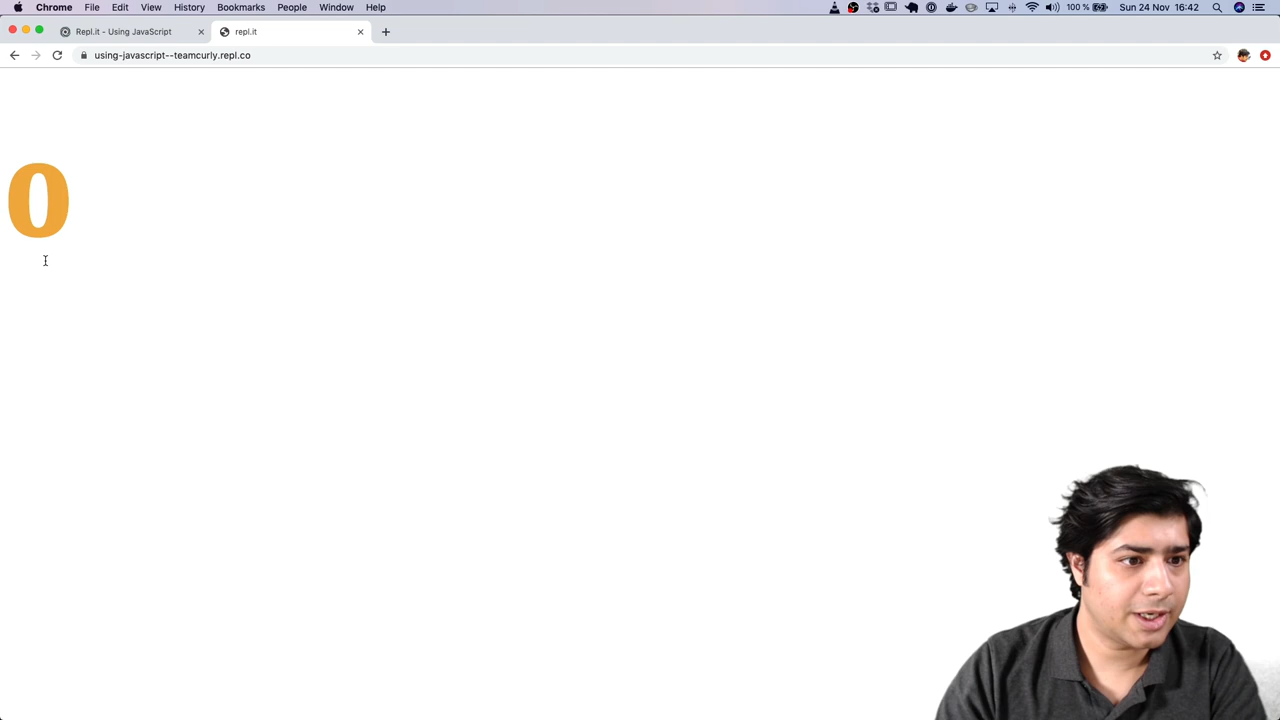 Chrome File Edit View History Bookmarks People Window Help 100 % Sun 24 Nov 16:42
Repl.it - Using JavaScript repl.it
using-javascript--teamcurly.repl.co
0